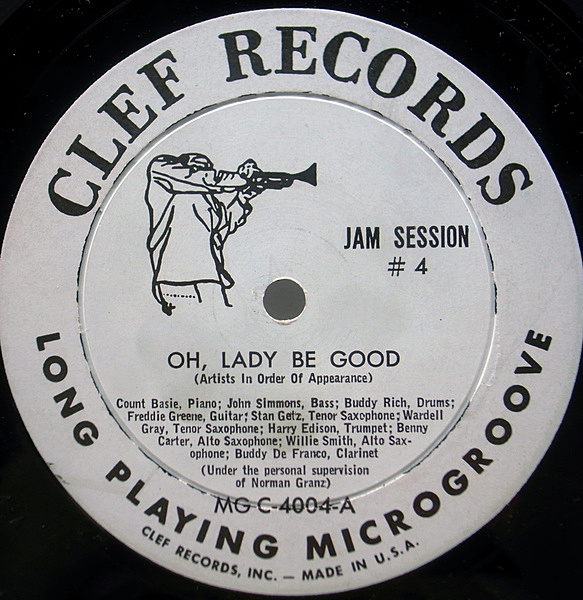 CLEF RECORDS
JAM SESSION
# 4
OH, LADY BE GOOD
(Artists In Order Of Appearance)
Count Basie, Piano; John Simmons, Bass; Buddy Rich, Drums;
Freddie Greene, Guitar; Stan Getz, Tenor Saxophone; Wardell
Gray, Tenor Saxophone; Harry Edison, Trumpet; Benny
Carter, Alto Saxophone; Willie Smith, Alto Sax-
ophone; Buddy De Franco, Clarinet
(Under the personal supervision
of Norman Granz)
MG C-4004-A
LONG PLAYING MICROGROOVE
CLEF RECORDS, INC. — MADE IN U.S.A.